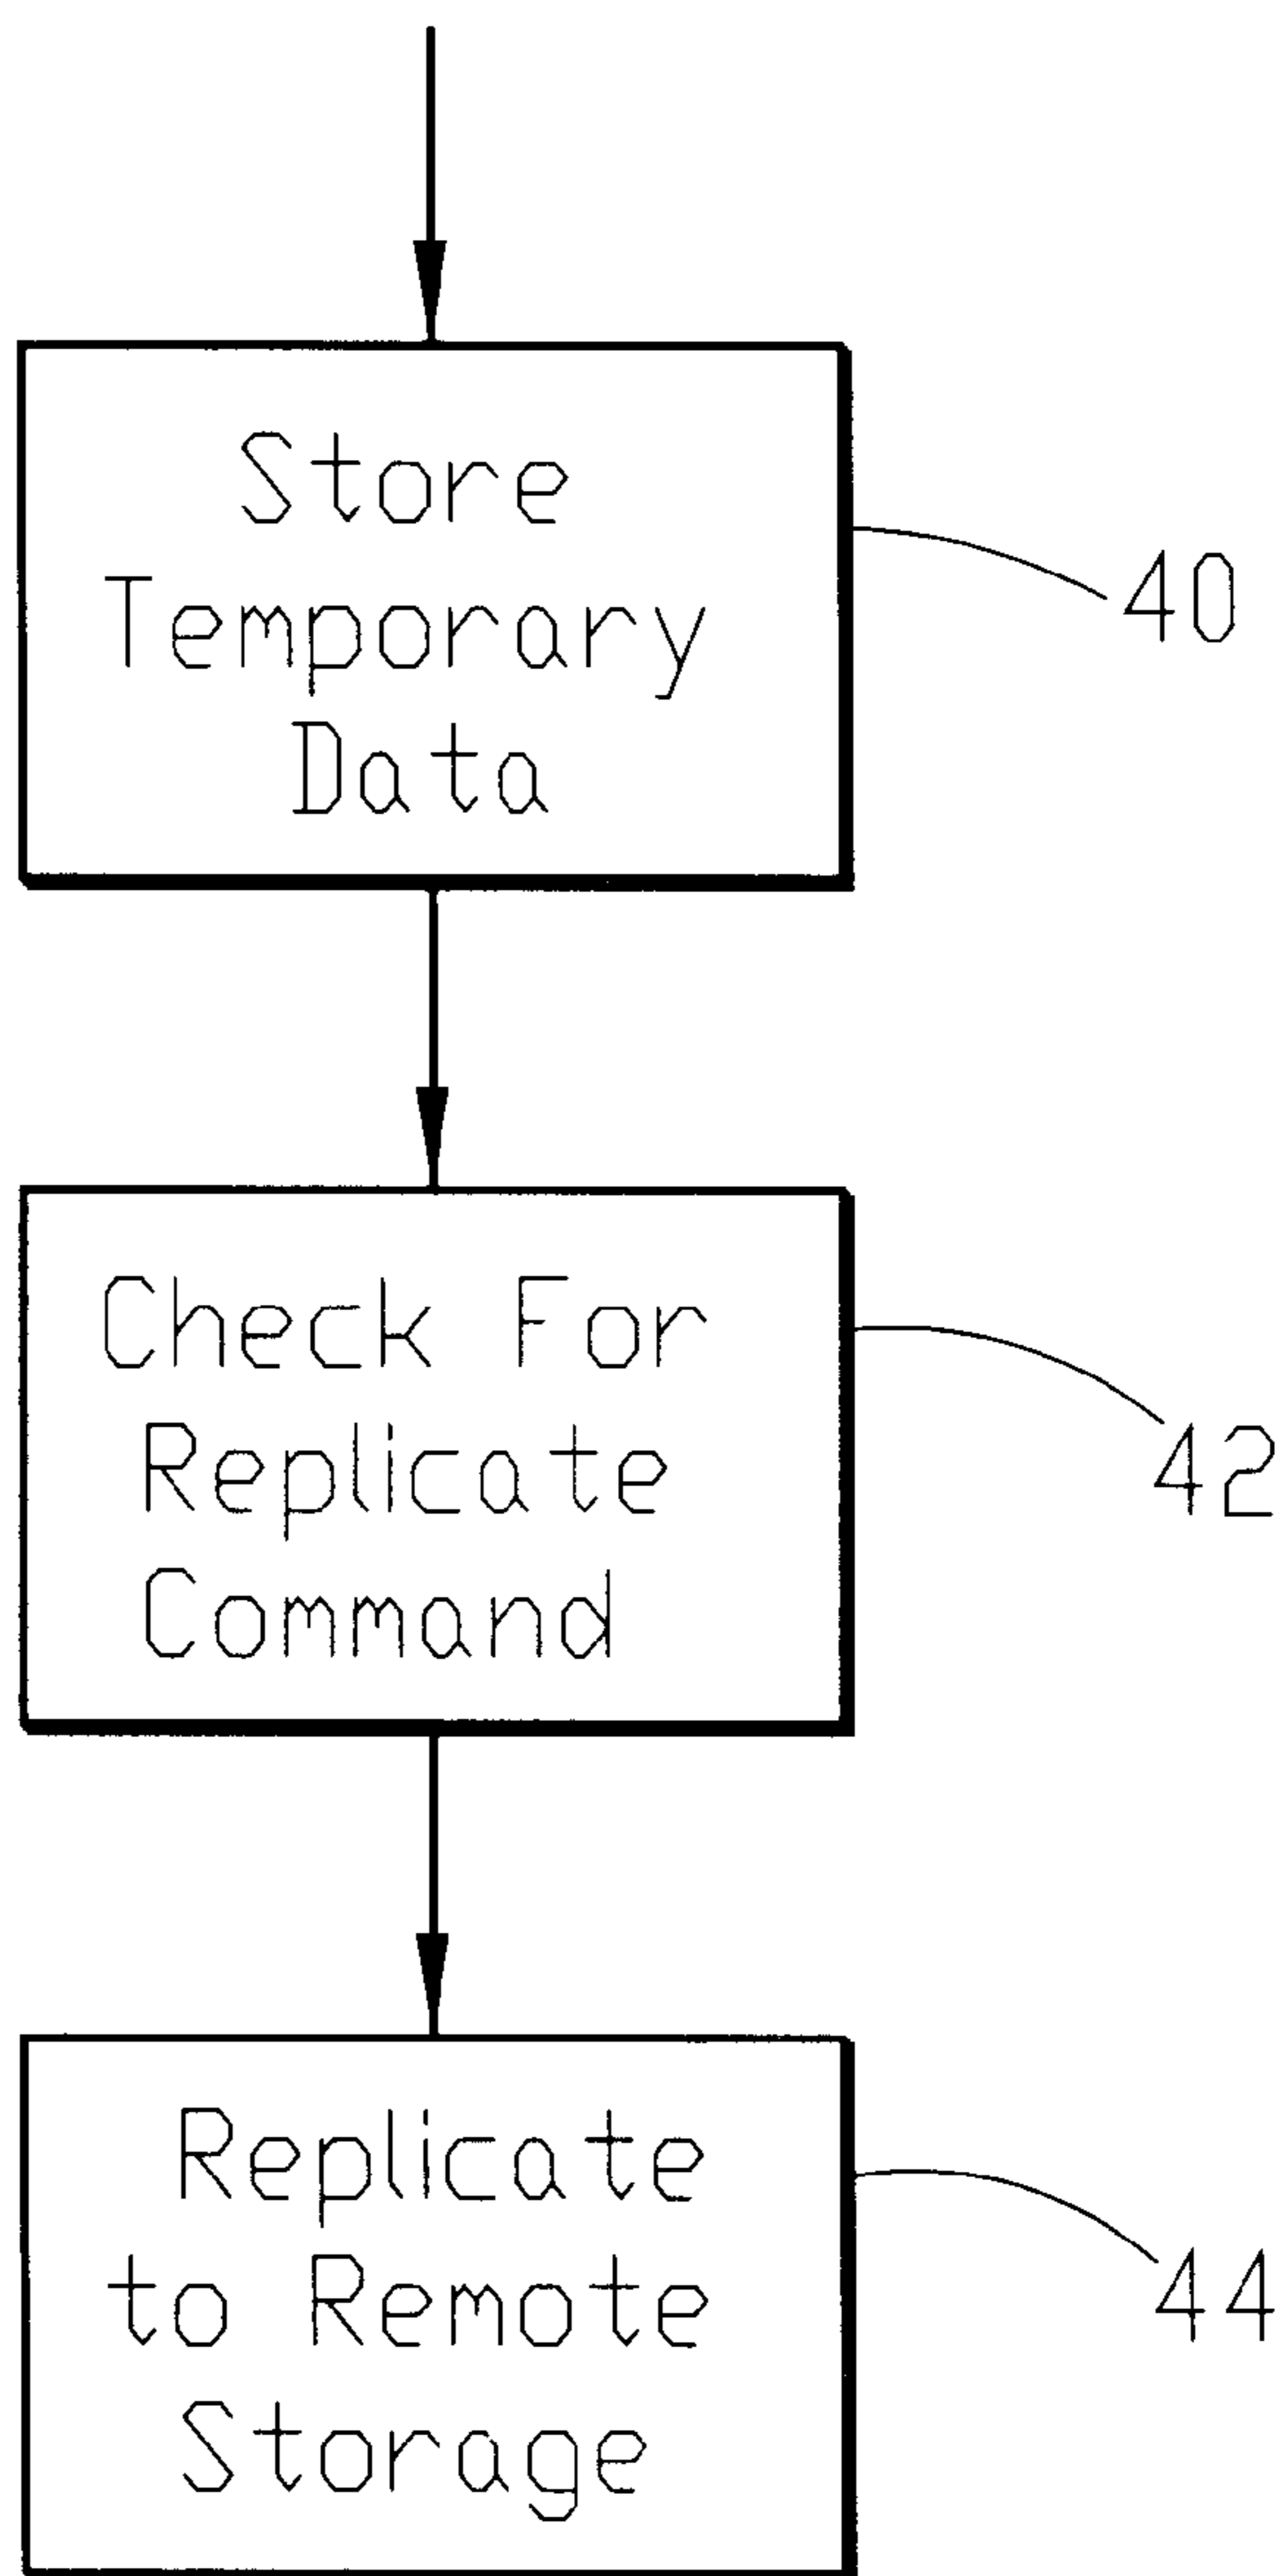 Store
Temporary
Data
40
Check For
Replicate
Command
42
Replicate
to Remote
Storage
44